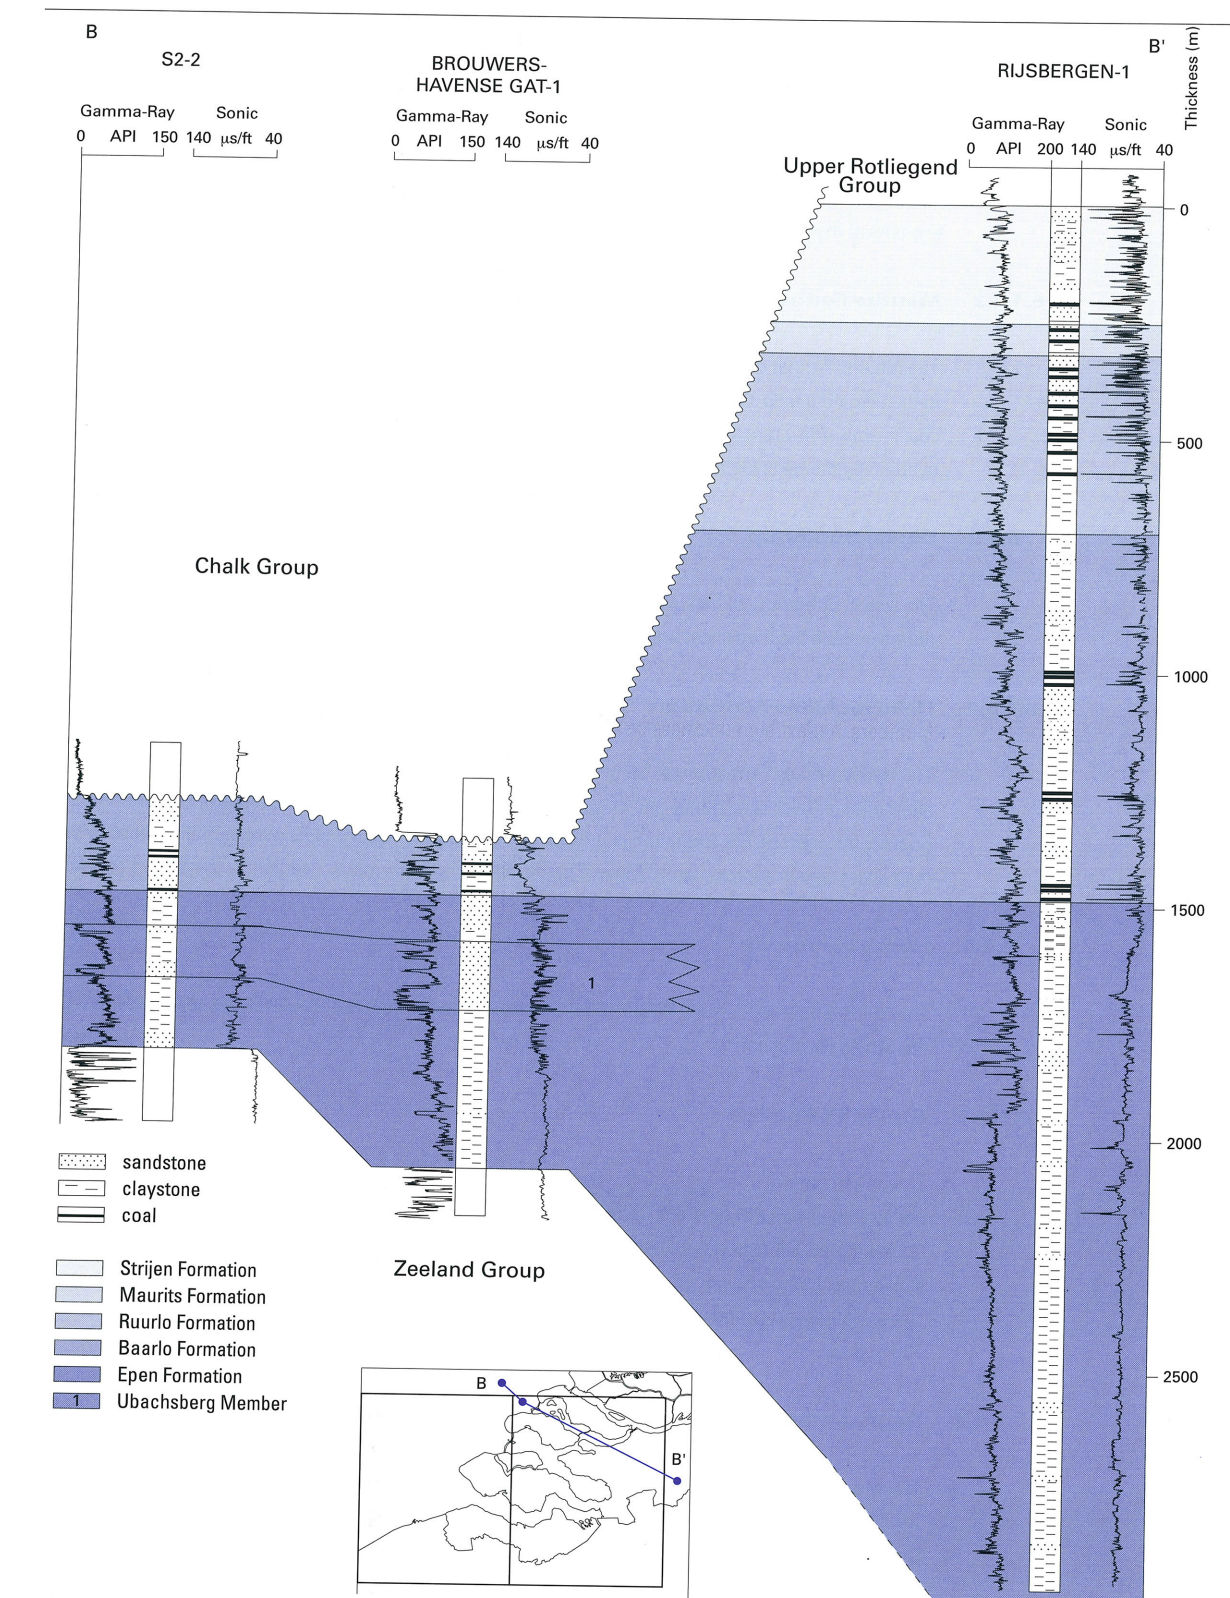 B
B'
S2-2
BROUWERS-
HAVENSE GAT-1
RIJSBERGEN-1
Thickness (m)
Gamma-Ray Sonic
0 API 150 140 µs/ft 40
Gamma-Ray Sonic
0 API 150 140 µs/ft 40
Gamma-Ray Sonic
0 API 200 140 µs/ft 40
Upper Rotliegend
Group
0
500
Chalk Group
1000
1500
1
2000
2500
sandstone
claystone
coal
Strijen Formation
Maurits Formation
Ruurlo Formation
Baarlo Formation
Epen Formation
1 Ubachsberg Member
Zeeland Group
B
B'